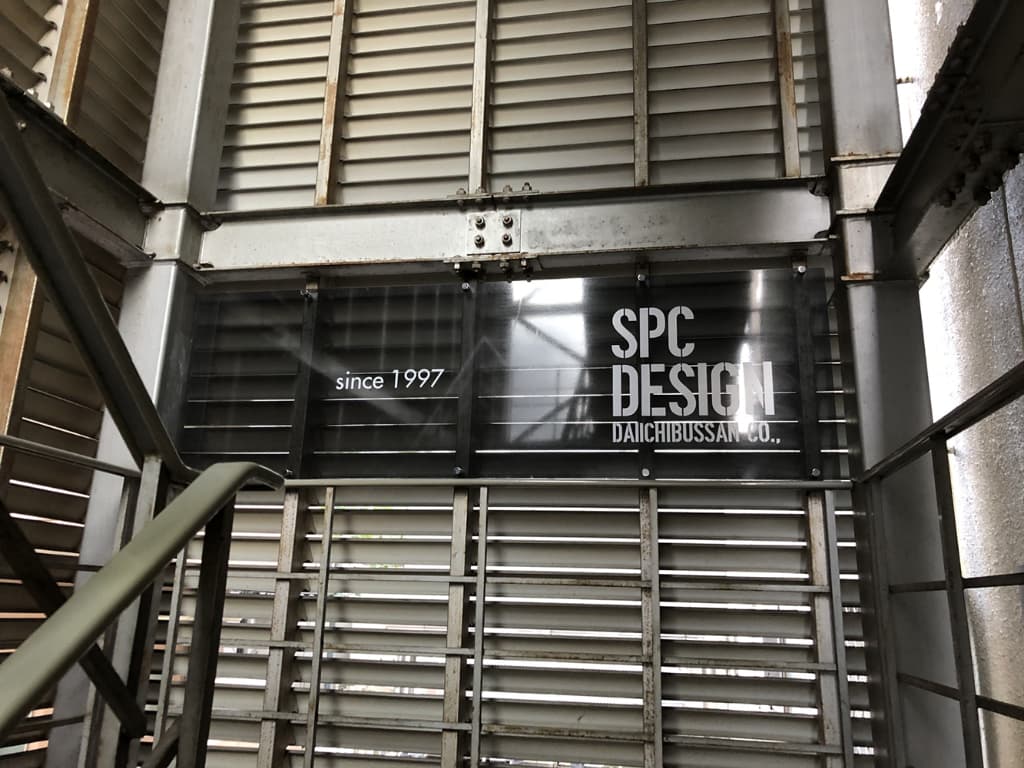 since 1997
SPC
DESIGN
DAIICHIBUSSAN CO.,